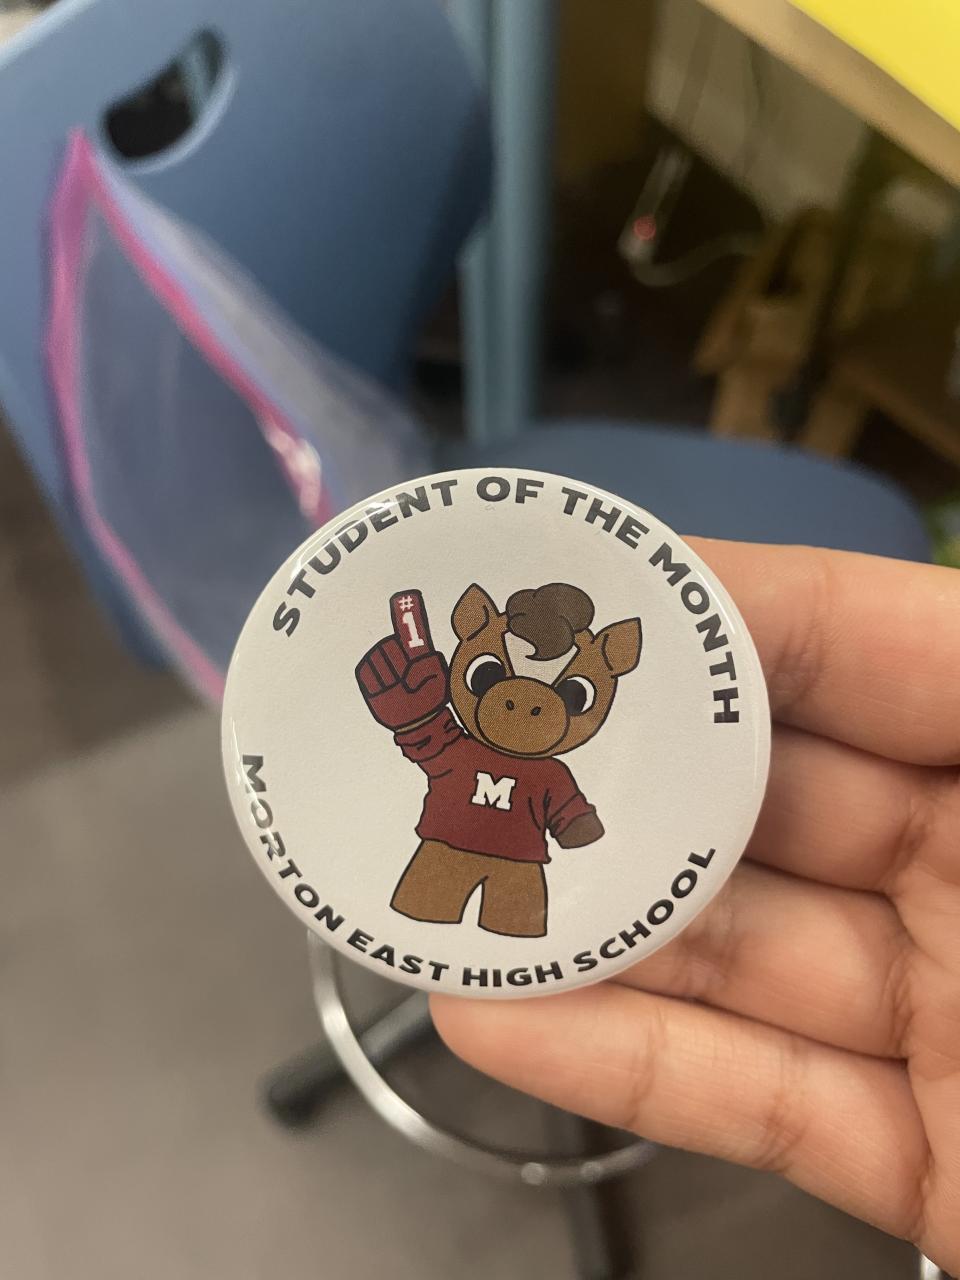 STUDENT OF THE MONTH
#1
M
MORTON EAST HIGH SCHOOL